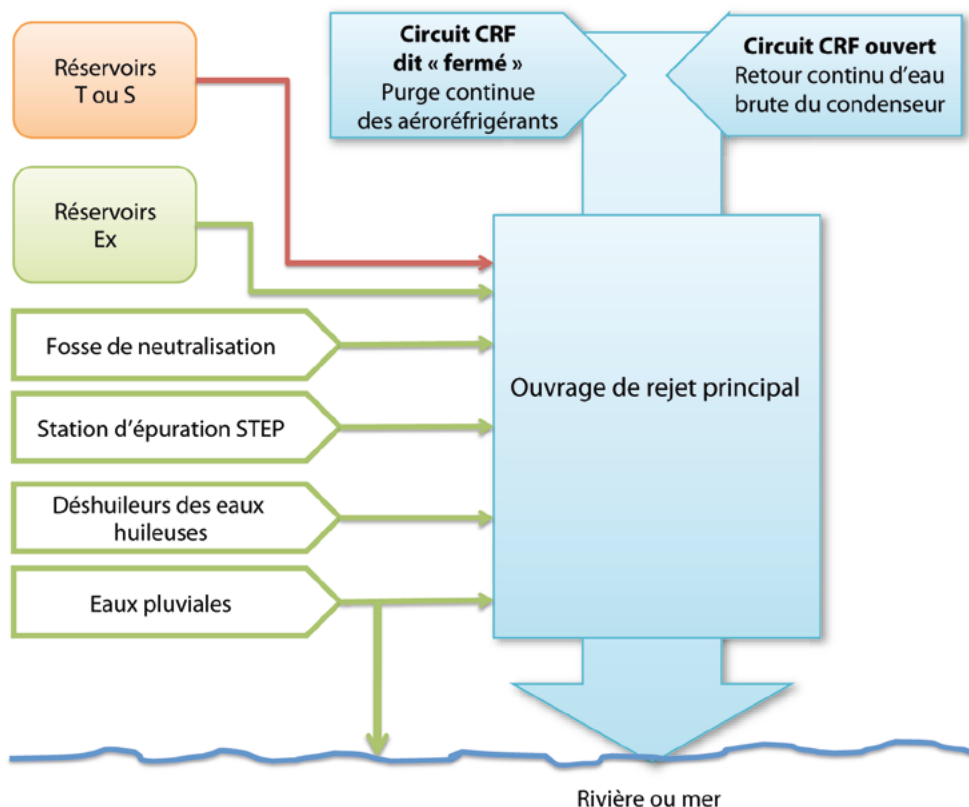 Réservoirs
T ou S
Circuit CRF
dit « fermé »
Purge continue
des aéroréfrigérants
Circuit CRF ouvert
Retour continu d'eau
brute du condenseur
Réservoirs
Ex
Fosse de neutralisation
Station d'épuration STEP
Déshuileurs des eaux
huileuses
Eaux pluviales
Ouvrage de rejet principal
Rivière ou mer